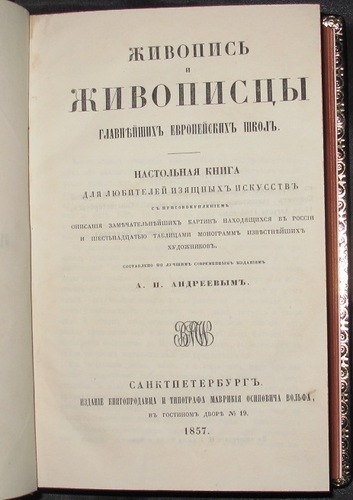 ЖИВОПИСЬ
И
ЖИВОПИСЦЫ
ГЛАВНѢЙШИХЪ ЕВРОПЕЙСКИХЪ ШКОЛЪ.
НАСТОЛЬНАЯ КНИГА
ДЛЯ ЛЮБИТЕЛЕЙ ИЗЯЩНЫХЪ ИСКУССТВЪ
СЪ ПРИСОВОКУПЛЕНІЕМЪ
ОПИСАНІЯ ЗАМѢЧАТЕЛЬНѢЙШИХЪ КАРТИНЪ НАХОДЯЩИХСЯ ВЪ РОССІИ
И ШЕСТЬНАДЦАТЬЮ ТАБЛИЦАМИ МОНОГРАММЪ ИЗВѢСТНѢЙШИХЪ
ХУДОЖНИКОВЪ.
СОСТАВЛЕНО ПО ЛУЧШИМЪ СОВРЕМЕННЫМЪ ИЗДАНІЯМЪ
А. Н. АНДРЕЕВЫМЪ.
САНКТПЕТЕРБУРГЪ.
ИЗДАНІЕ КНИГОПРОДАВЦА И ТИПОГРАФА МАВРИКІЯ ОСИПОВИЧА ВОЛЬФА,
ВЪ ГОСТИНОМЪ ДВОРѢ № 19.
1857.